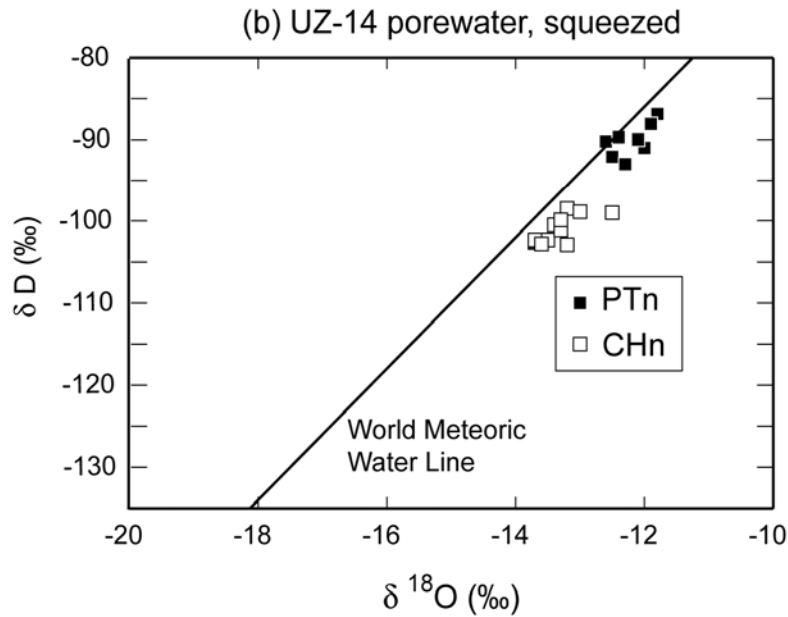 (b) UZ-14 porewater, squeezed
-80
-90
-100
-110
-120
-130
δ D (‰)
PTn
CHn
World Meteoric
Water Line
-20
-18
-16
-14
-12
-10
δ ¹⁸O (‰)